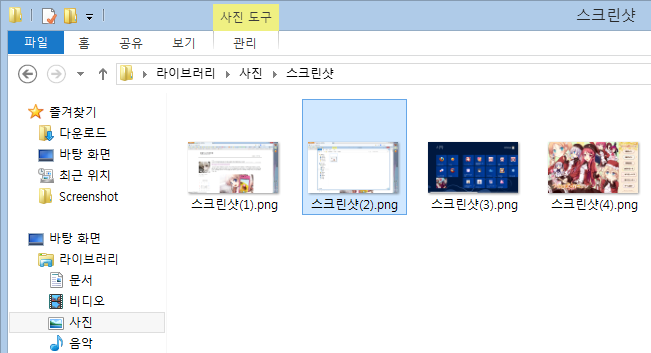 사진 도구
스크린샷
파일
홈
공유
보기
관리
라이브러리
사진
스크린샷
즐겨찾기
다운로드
바탕 화면
최근 위치
Screenshot
바탕 화면
라이브러리
문서
비디오
사진
음악
스크린샷(1).png
스크린샷(2).png
스크린샷(3).png
스크린샷(4).png